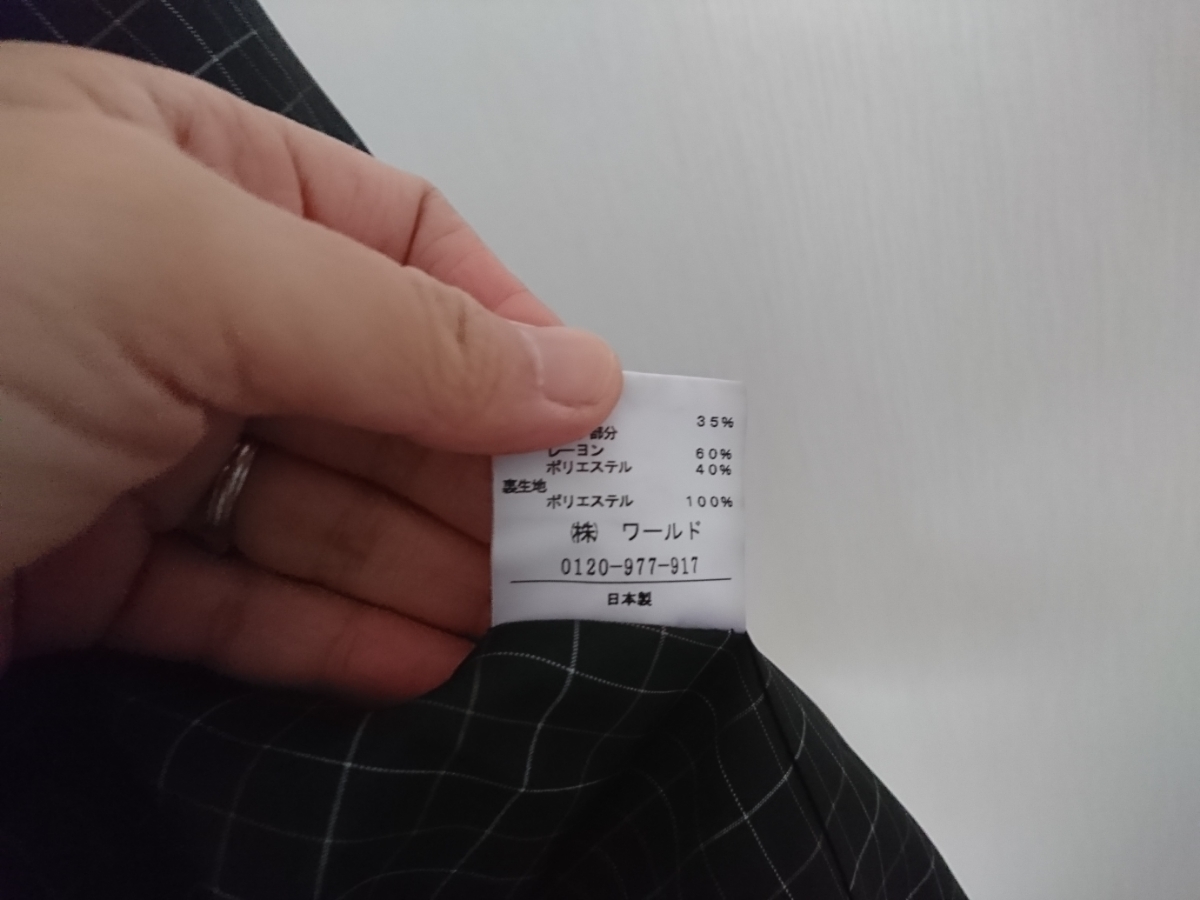 35%
部分
レーヨン 60%
ポリエステル 40%
裏生地
ポリエステル 100%
㈱ ワールド
0120-977-917
日本製